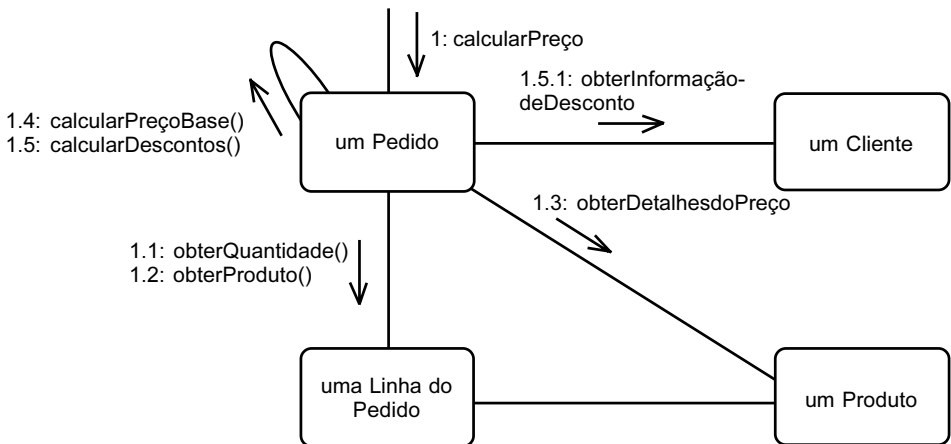 1: calcularPreço
1.5.1: obterInformação-
deDesconto
1.4: calcularPreçoBase()
1.5: calcularDescontos()
um Pedido
um Cliente
1.3: obterDetalhesdoPreço
1.1: obterQuantidade()
1.2: obterProduto()
uma Linha do
Pedido
um Produto